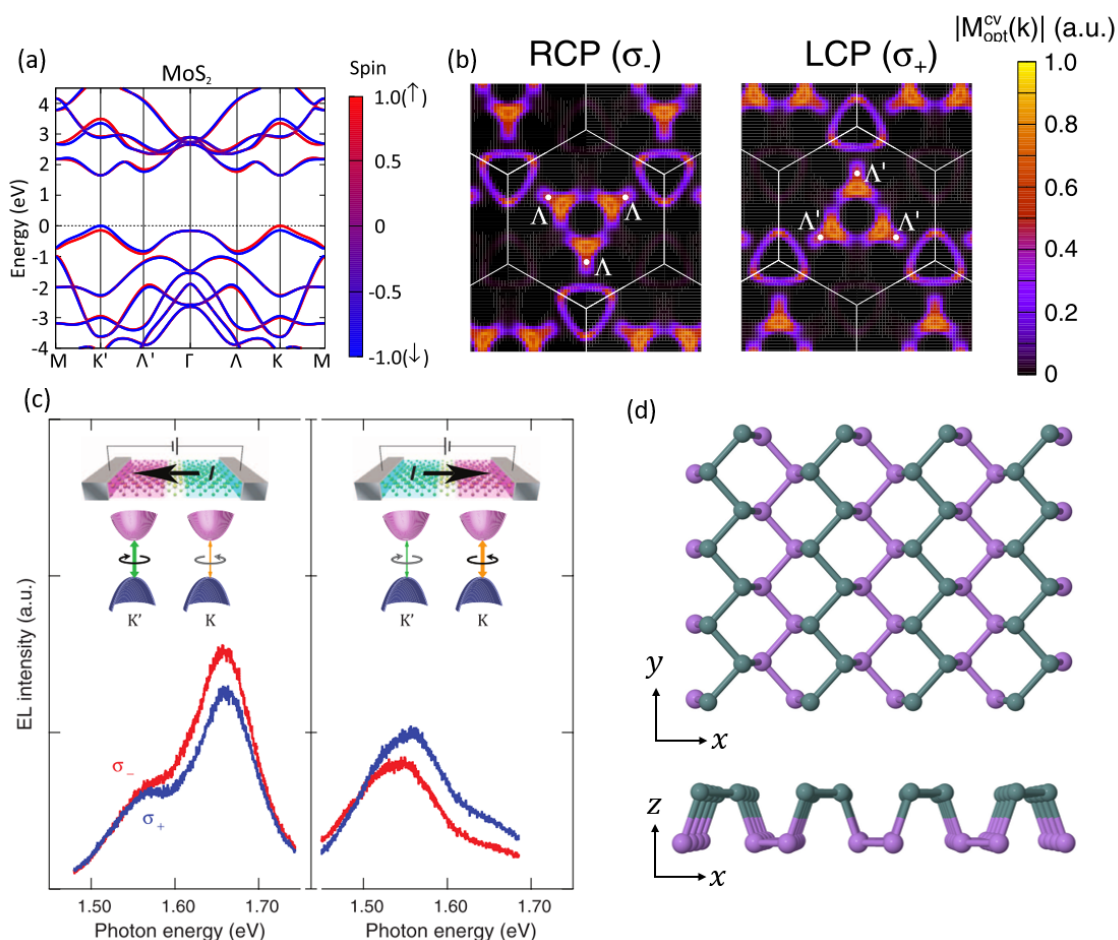 (a)
MoS₂
Spin
Energy (eV)
4
3
2
1
0
-1
-2
-3
-4
M K' Λ' Γ Λ K M
1.0(↑)
0.5
0
-0.5
-1.0(↓)
(b)
RCP (σ₋)
LCP (σ₊)
Λ Λ
Λ
Λ'
Λ' Λ'
|M^cv_opt(k)| (a.u.)
1.0
0.8
0.6
0.4
0.2
0
(c)
I
K' K
I
K' K
σ₋
σ₊
EL intensity (a.u.)
1.50 1.60 1.70
1.50 1.60 1.70
Photon energy (eV)
Photon energy (eV)
(d)
y
x
z
x